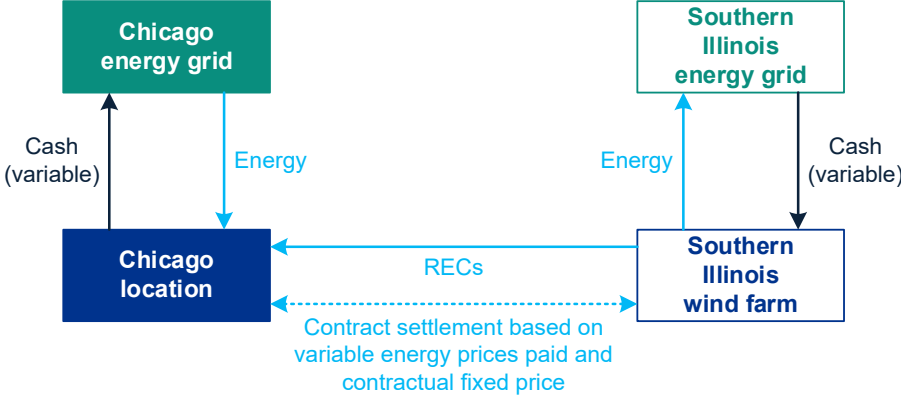 Chicago
energy grid
Southern
Illinois
energy grid
Cash
(variable)
Energy
Energy
Cash
(variable)
Chicago
location
RECs
Southern
Illinois
wind farm
Contract settlement based on
variable energy prices paid and
contractual fixed price